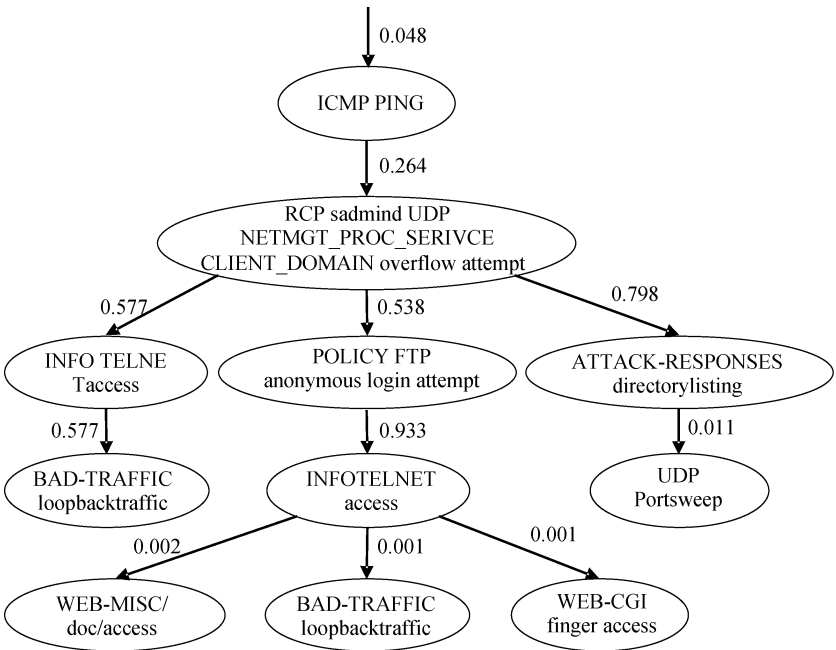 0.048
ICMP PING
0.264
RCP sadmind UDP
NETMGT_PROC_SERIVCE
CLIENT_DOMAIN overflow attempt
0.577
0.538
0.798
INFO TELNE
Taccess
POLICY FTP
anonymous login attempt
ATTACK-RESPONSES
directorylisting
0.577
0.933
0.011
BAD-TRAFFIC
loopbacktraffic
INFOTELNET
access
UDP
Portsweep
0.002
0.001
0.001
WEB-MISC/
doc/access
BAD-TRAFFIC
loopbacktraffic
WEB-CGI
finger access